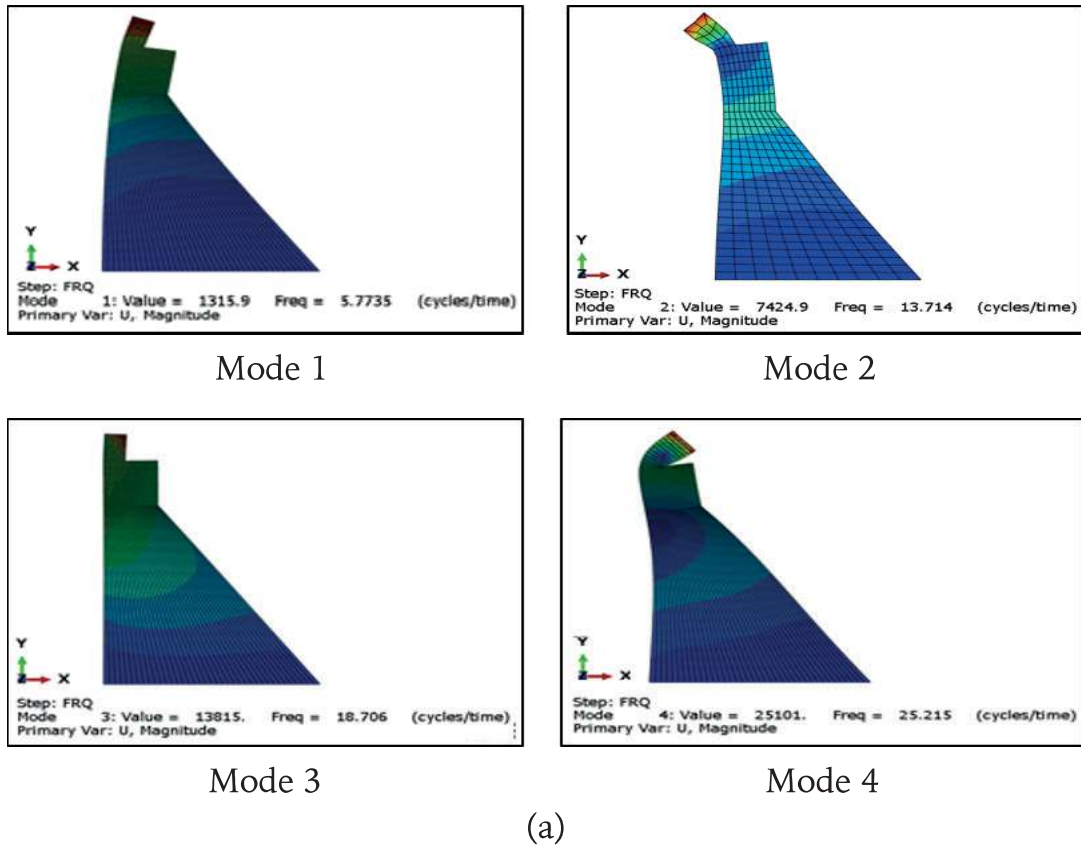 Y
Z X
Step: FRQ
Mode 1: Value = 1315.9 Freq = 5.7735 (cycles/time)
Primary Var: U, Magnitude
Mode 1
Y
Z X
Step: FRQ
Mode 2: Value = 7424.9 Freq = 13.714 (cycles/time)
Primary Var: U, Magnitude
Mode 2
Y
Z X
Step: FRQ
Mode 3: Value = 13815. Freq = 18.706 (cycles/time)
Primary Var: U, Magnitude
Mode 3
Y
Z X
Step: FRQ
Mode 4: Value = 25101. Freq = 25.215 (cycles/time)
Primary Var: U, Magnitude
Mode 4
(a)